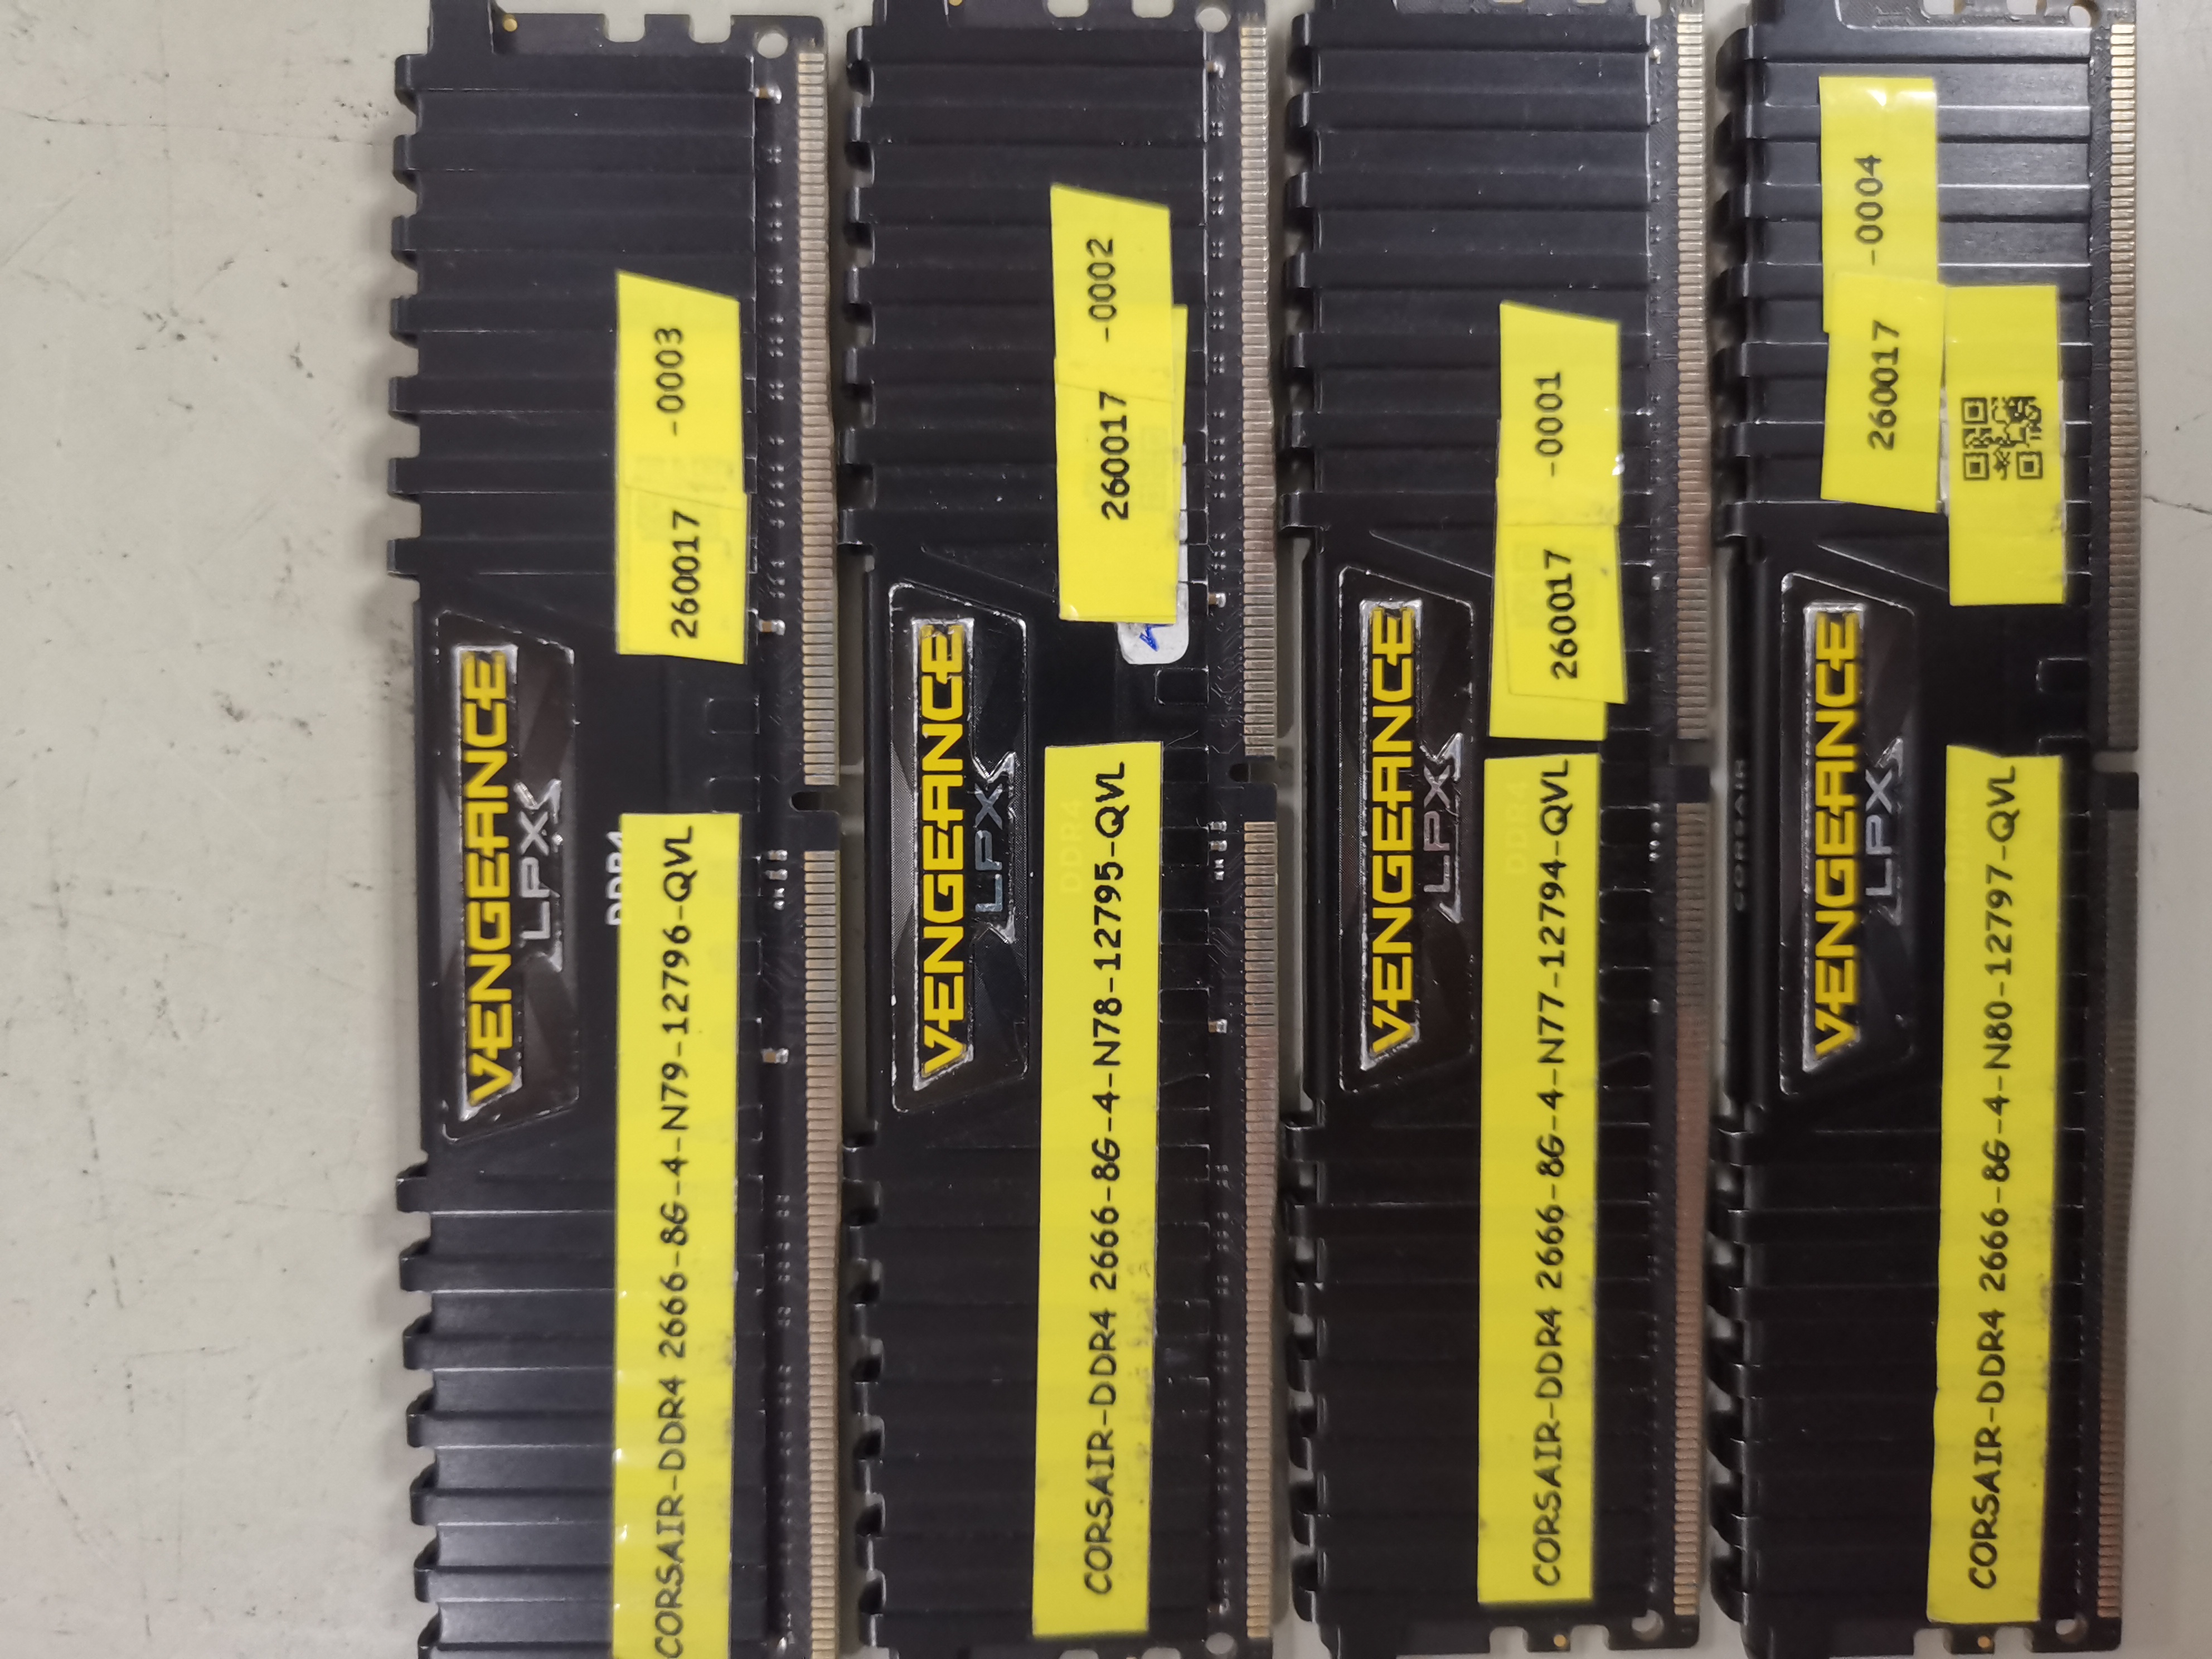 VENGEANCE
LPX
DDR4
CORSAIR-DDR4 2666-8G-4-N79-12796-QVL
260017 -0003
VENGEANCE
LPX
DDR4
CORSAIR-DDR4 2666-8G-4-N78-12795-QVL
260017 -0002
VENGEANCE
LPX
DDR4
CORSAIR-DDR4 2666-8G-4-N77-12794-QVL
260017 -0001
CORSAIR
VENGEANCE
LPX
260017 -0004
DDR4
CORSAIR-DDR4 2666-8G-4-N80-12797-QVL